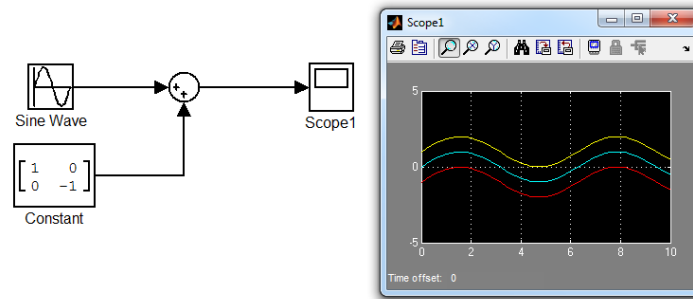 Sine Wave
+
+
Scope1
1 0
0 -1
Constant
Scope1
5
0
-5
0 2 4 6 8 10
Time offset: 0